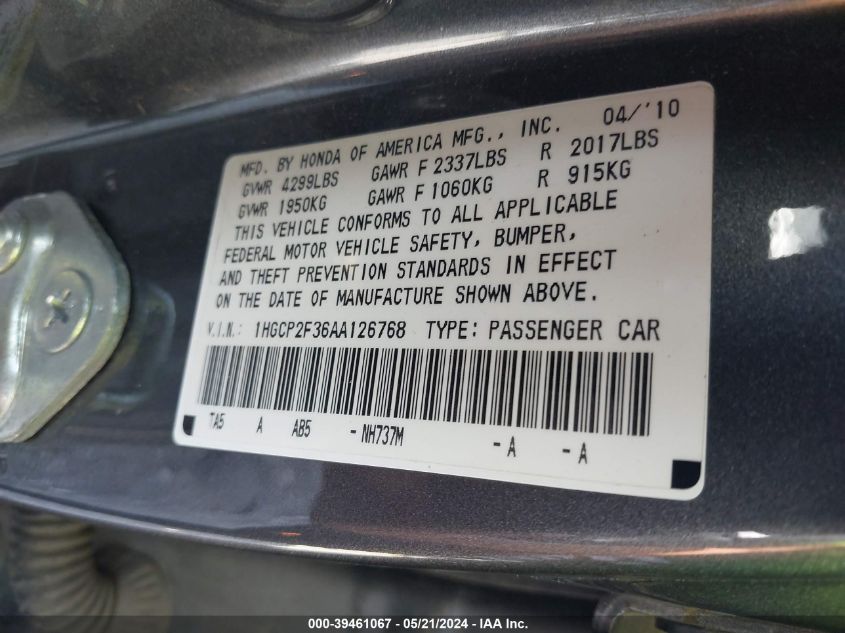 MFD. BY HONDA OF AMERICA MFG., INC. 04/'10
GVWR 4299LBS GAWR F 2337LBS R 2017LBS
GVWR 1950KG GAWR F 1060KG R 915KG
THIS VEHICLE CONFORMS TO ALL APPLICABLE
FEDERAL MOTOR VEHICLE SAFETY, BUMPER,
AND THEFT PREVENTION STANDARDS IN EFFECT
ON THE DATE OF MANUFACTURE SHOWN ABOVE.
V.I.N.: 1HGCP2F36AA126768 TYPE: PASSENGER CAR
TA5 A AB5 - NH737M - A - A
000-39461067 - 05/21/2024 - IAA Inc.